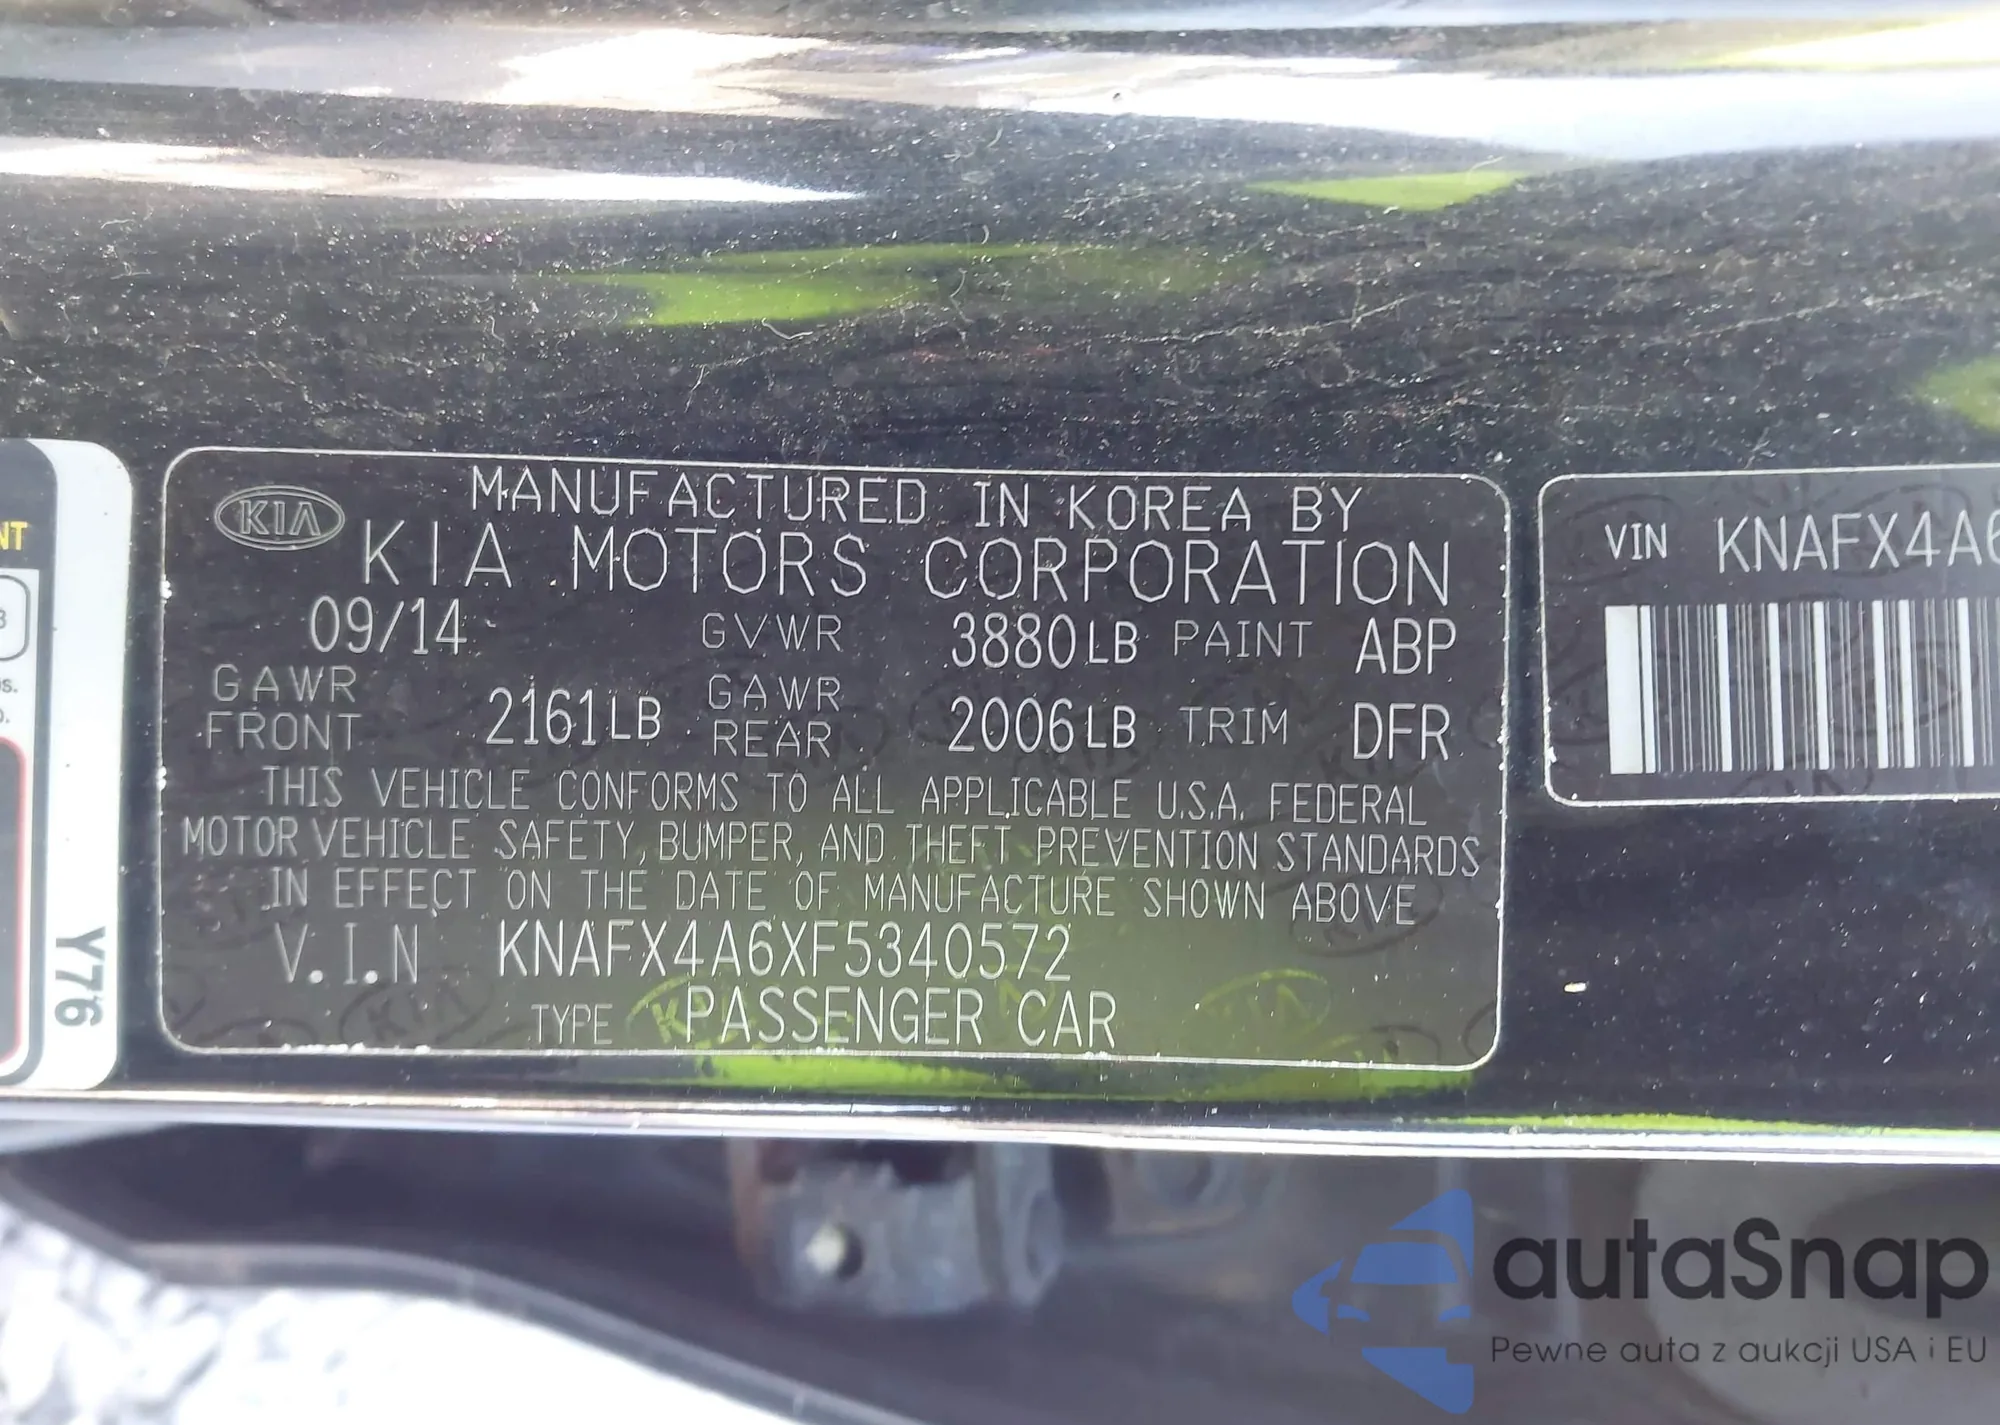 KIA
MANUFACTURED IN KOREA BY
KIA MOTORS CORPORATION
09/14 GVWR 3880LB PAINT ABP
GAWR FRONT 2161LB GAWR REAR 2006LB TRIM DFR
THIS VEHICLE CONFORMS TO ALL APPLICABLE U.S.A. FEDERAL
MOTOR VEHICLE SAFETY, BUMPER, AND THEFT PREVENTION STANDARDS
IN EFFECT ON THE DATE OF MANUFACTURE SHOWN ABOVE
V.I.N KNAFX4A6XF5340572
TYPE PASSENGER CAR
VIN KNAFX4A6
NT
Y776
autaSnap
Pewne auta z aukcji USA i EU